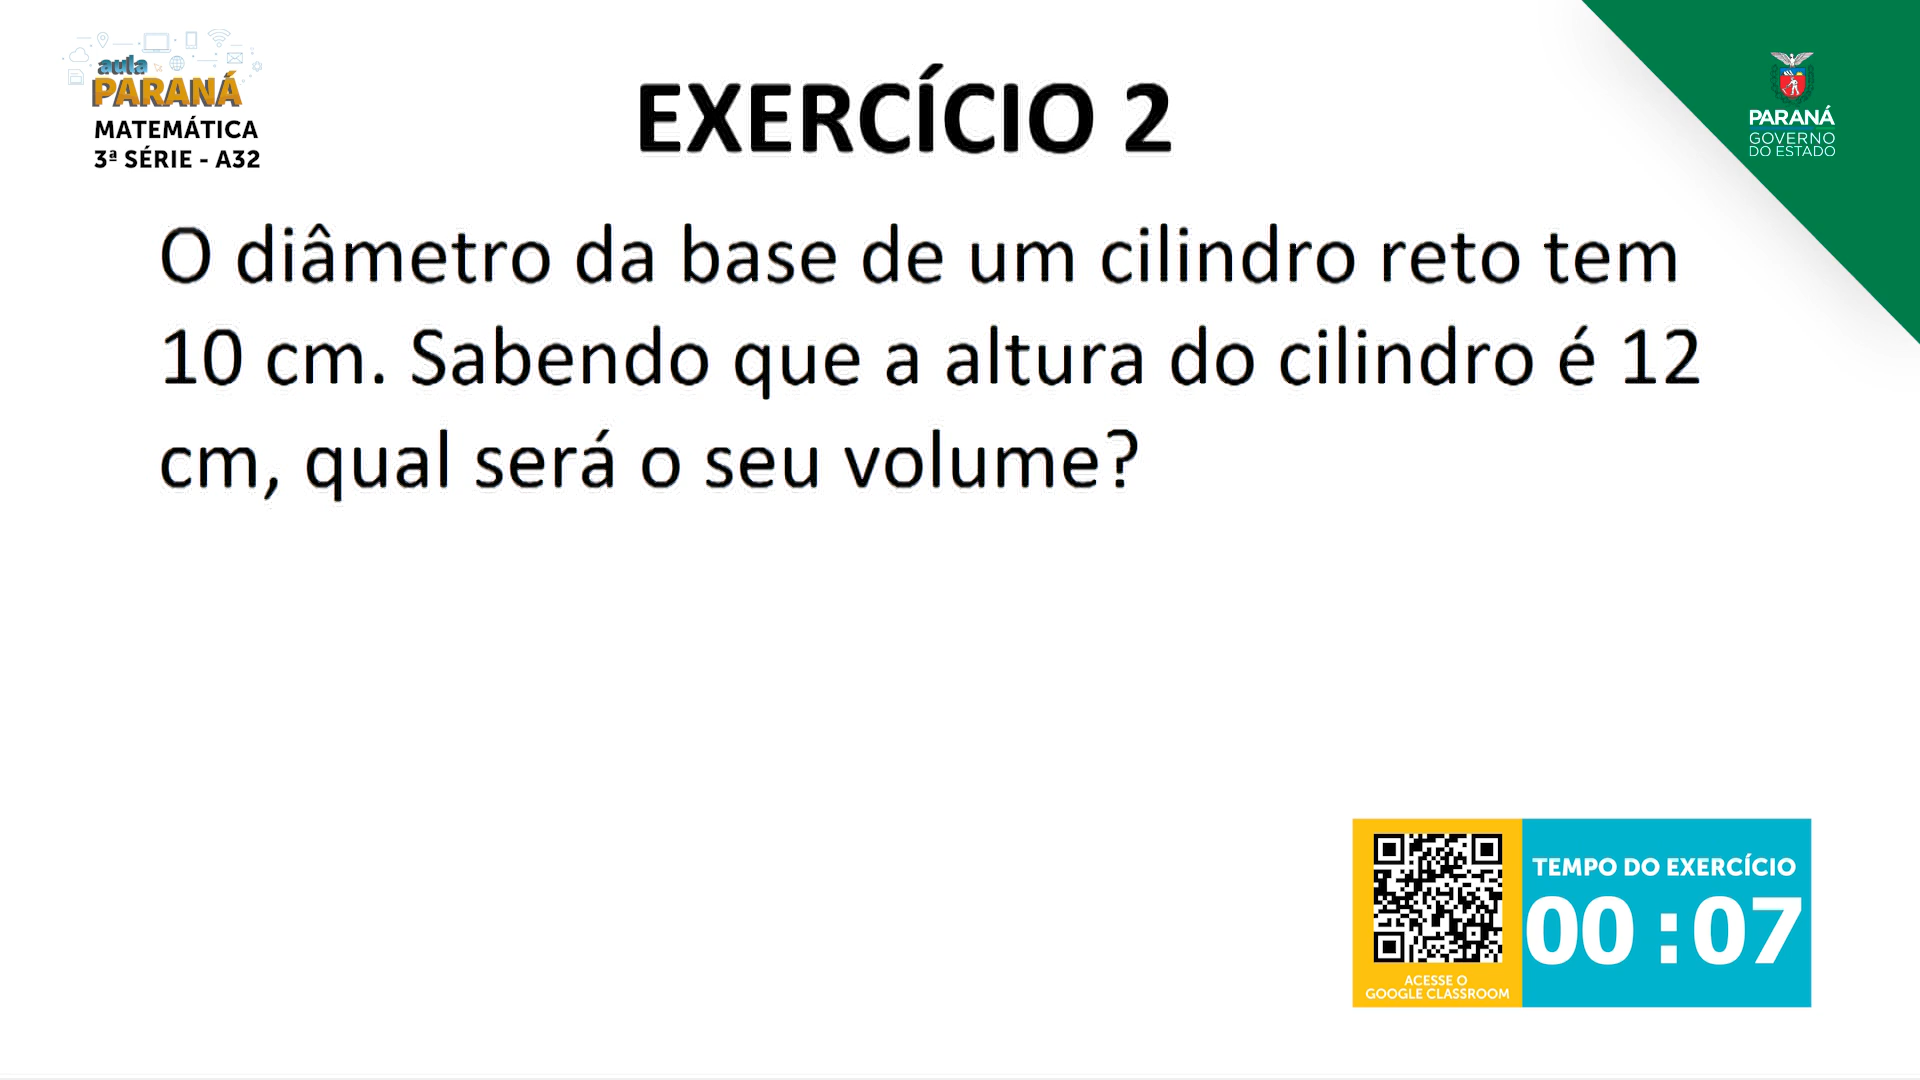 aula
PARANÁ
MATEMÁTICA
3ª SÉRIE - A32
EXERCÍCIO 2
PARANÁ
GOVERNO
DO ESTADO
O diâmetro da base de um cilindro reto tem
10 cm. Sabendo que a altura do cilindro é 12
cm, qual será o seu volume?
ACESSE O
GOOGLE CLASSROOM
TEMPO DO EXERCÍCIO
00 :07